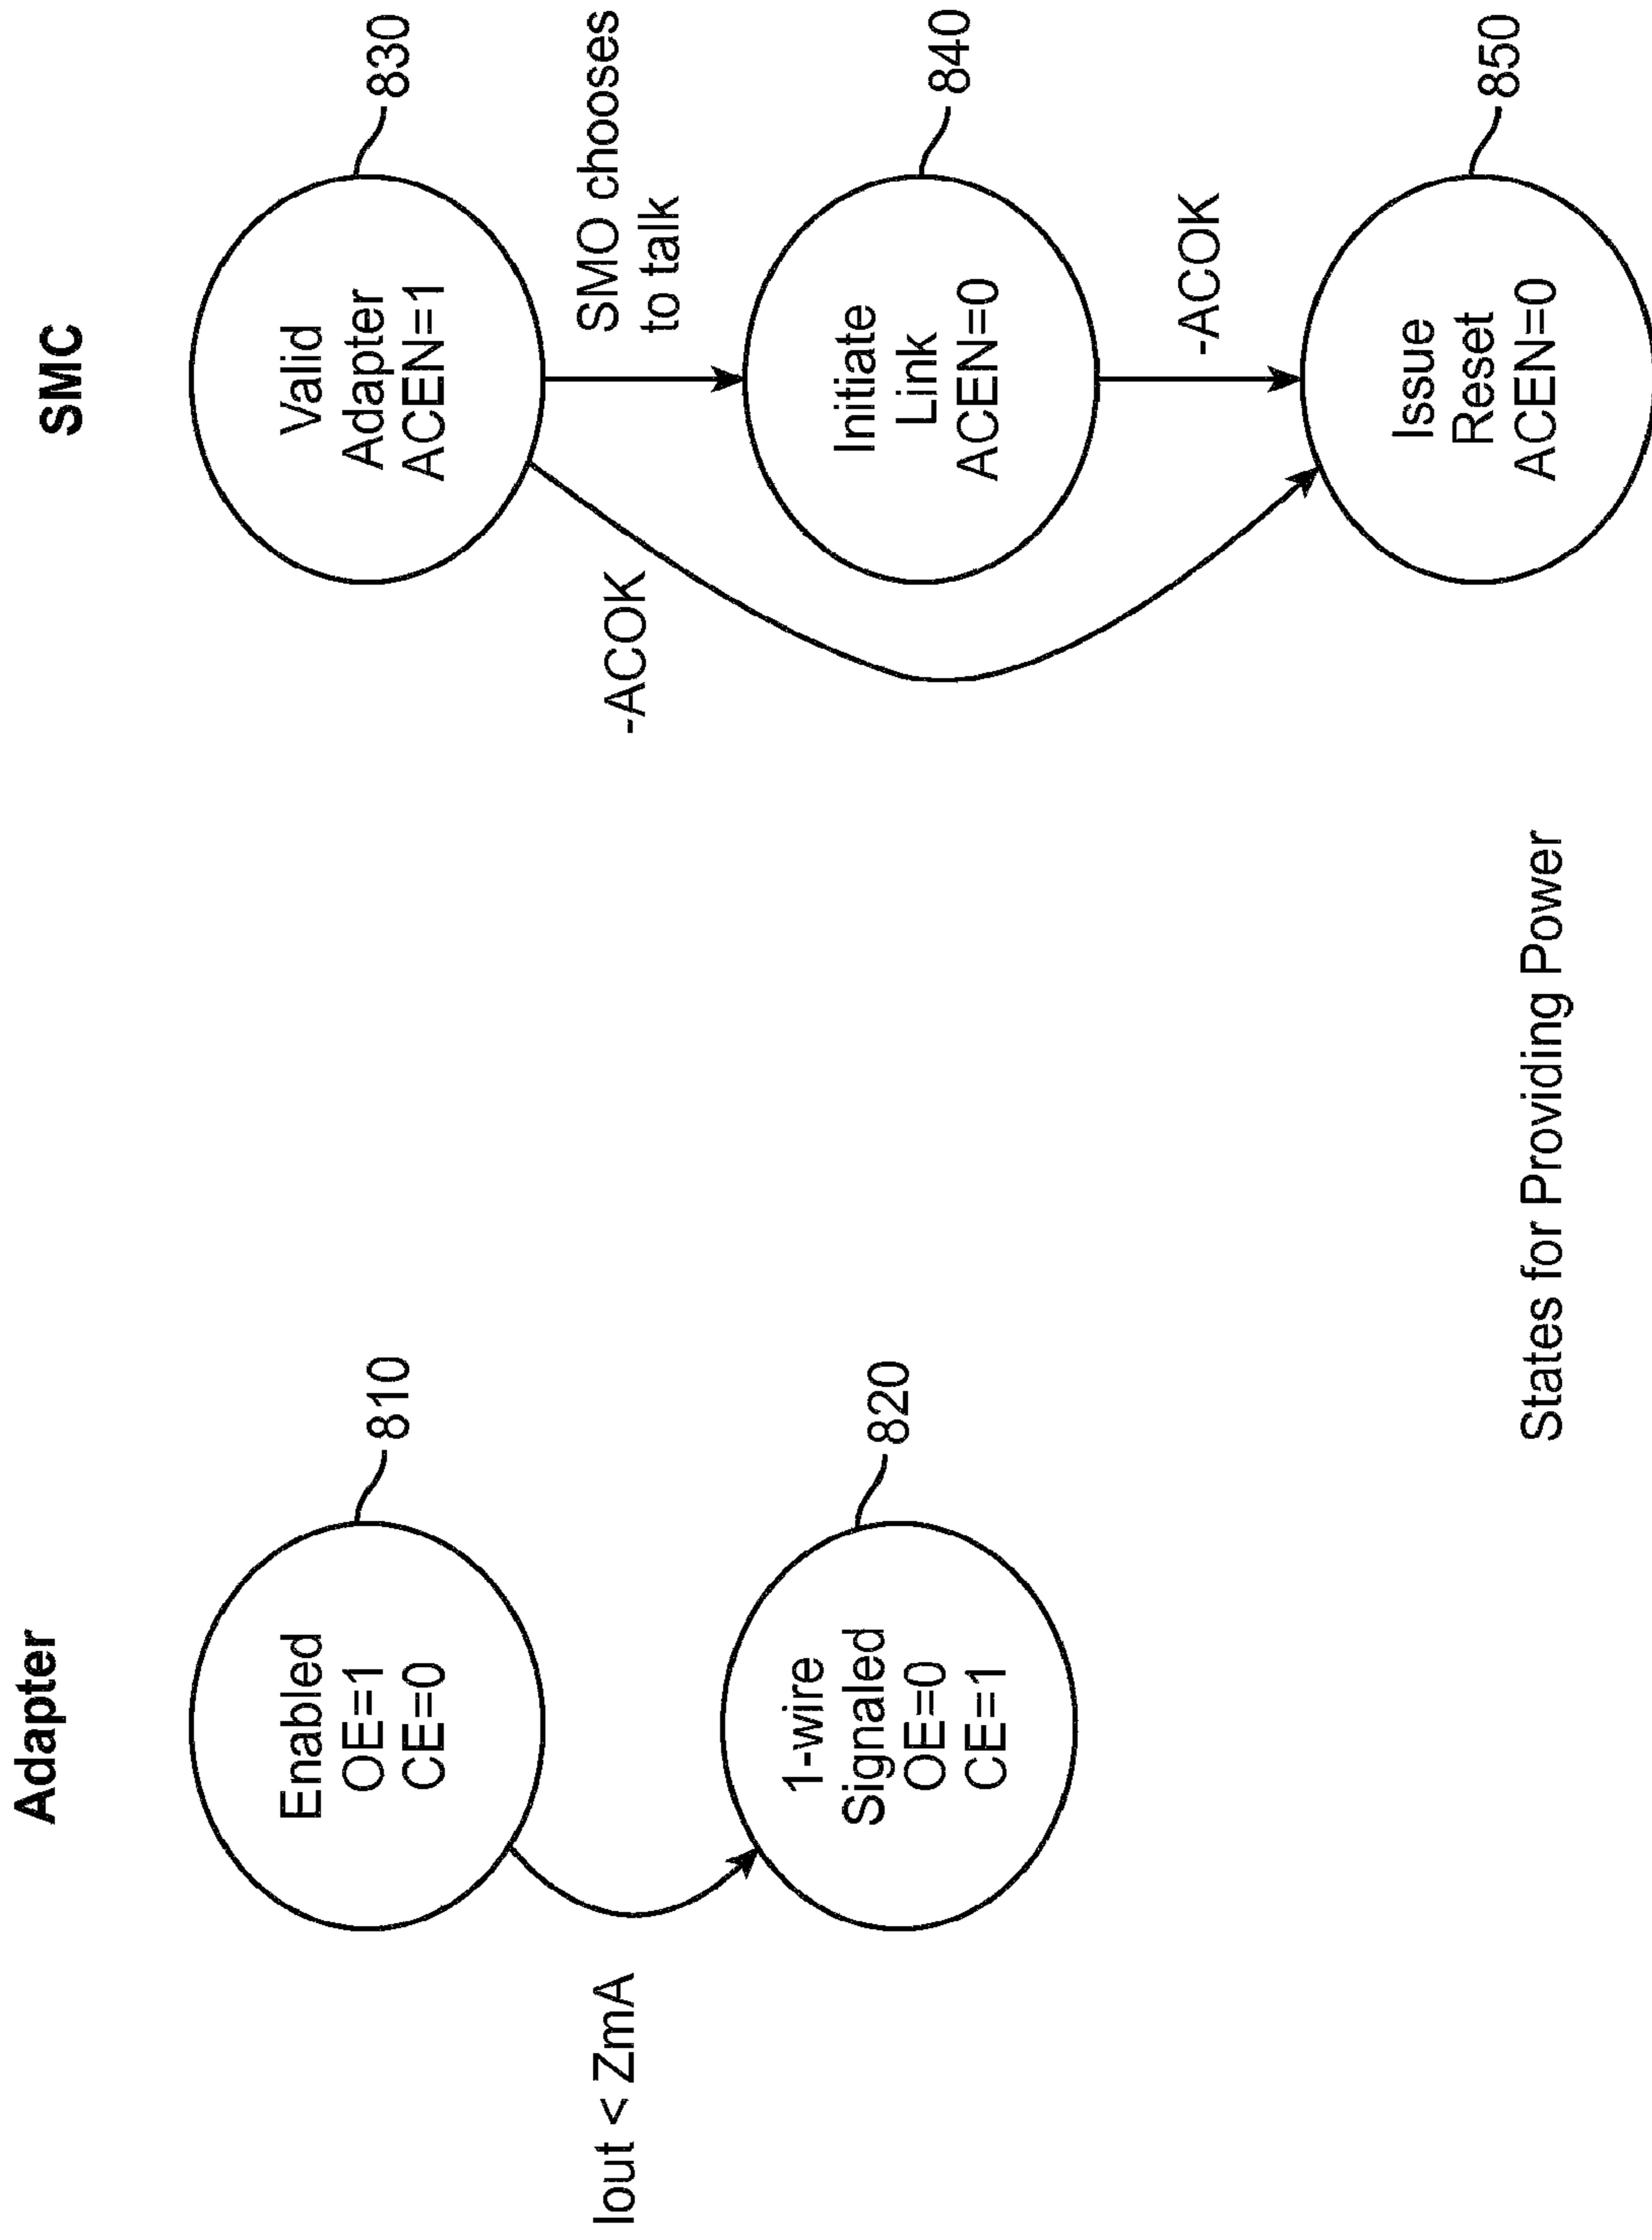 Adapter
Enabled
OE=1
CE=0
810
Iout < ZmA
1-wire
Signaled
OE=0
CE=1
820
SMC
Valid
Adapter
ACEN=1
830
SMO chooses
to talk
-ACOK
Initiate
Link
ACEN=0
840
-ACOK
Issue
Reset
ACEN=0
850
States for Providing Power